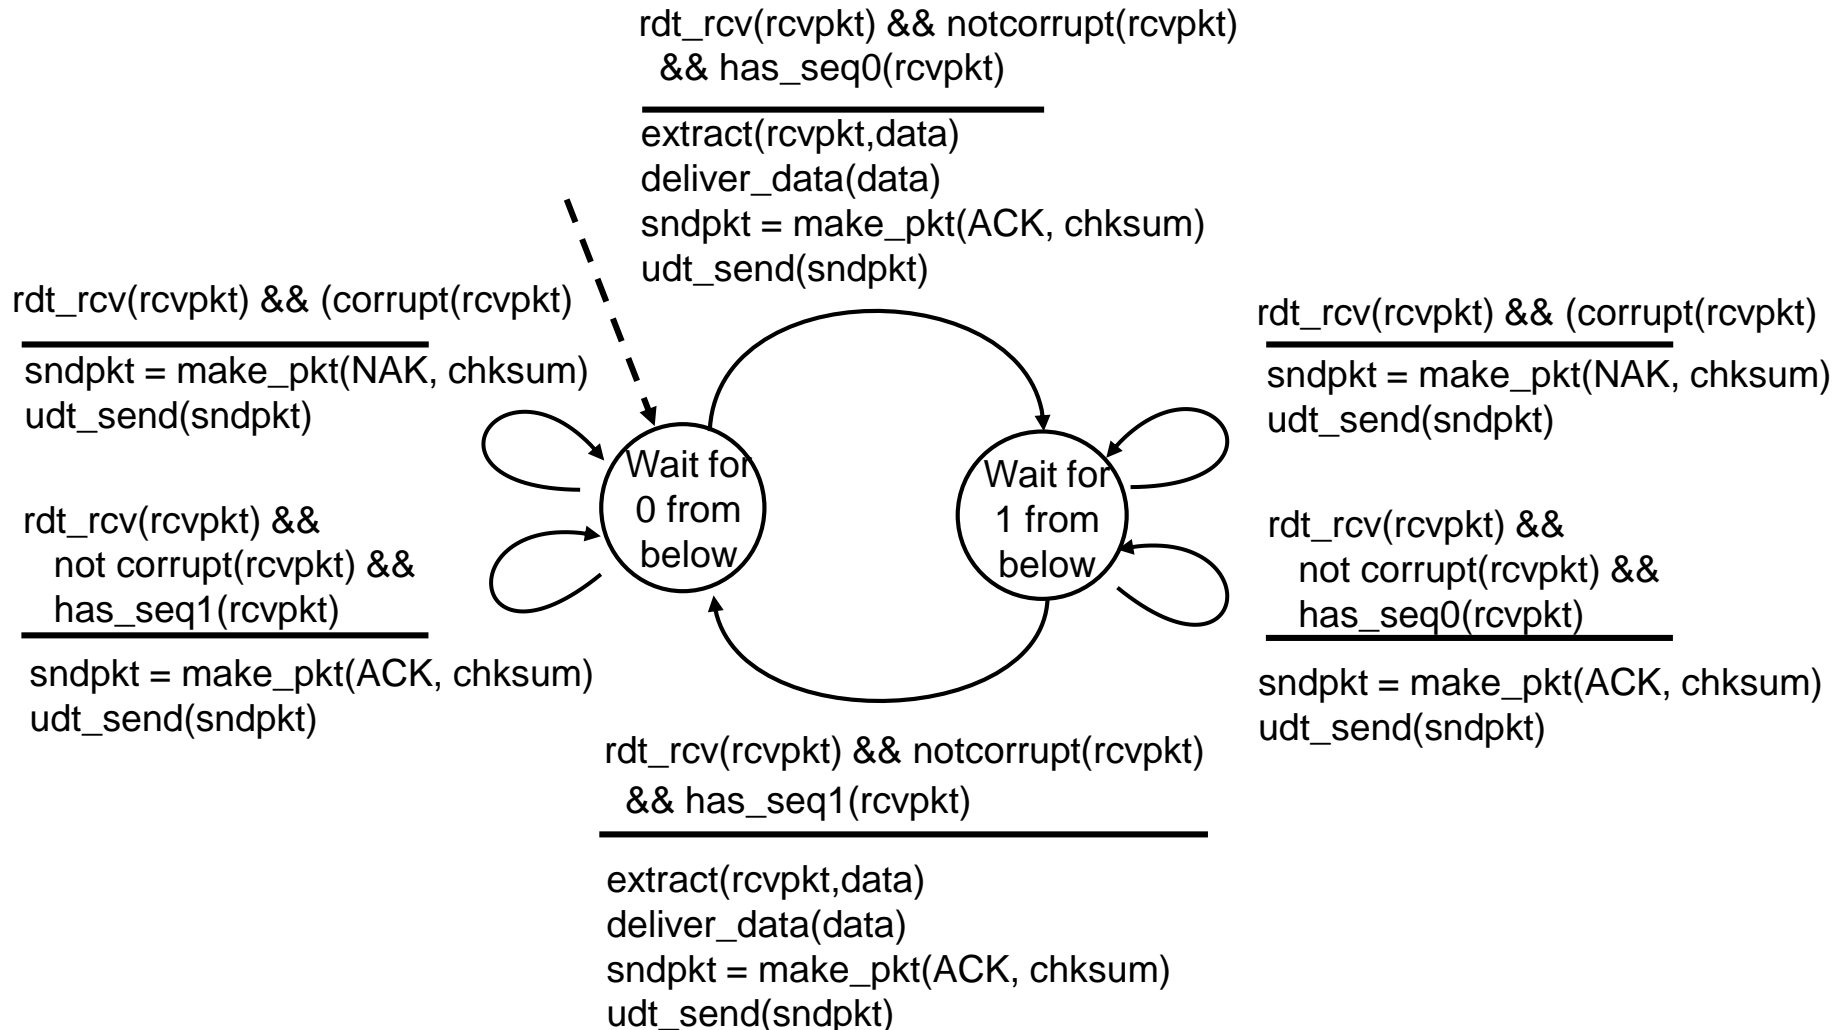 rdt_rcv(rcvpkt) && notcorrupt(rcvpkt)
&& has_seq0(rcvpkt)
extract(rcvpkt,data)
deliver_data(data)
sndpkt = make_pkt(ACK, chksum)
udt_send(sndpkt)
rdt_rcv(rcvpkt) && (corrupt(rcvpkt)
sndpkt = make_pkt(NAK, chksum)
udt_send(sndpkt)
rdt_rcv(rcvpkt) &&
not corrupt(rcvpkt) &&
has_seq1(rcvpkt)
sndpkt = make_pkt(ACK, chksum)
udt_send(sndpkt)
Wait for
0 from
below
Wait for
1 from
below
rdt_rcv(rcvpkt) && (corrupt(rcvpkt)
sndpkt = make_pkt(NAK, chksum)
udt_send(sndpkt)
rdt_rcv(rcvpkt) &&
not corrupt(rcvpkt) &&
has_seq0(rcvpkt)
sndpkt = make_pkt(ACK, chksum)
udt_send(sndpkt)
rdt_rcv(rcvpkt) && notcorrupt(rcvpkt)
&& has_seq1(rcvpkt)
extract(rcvpkt,data)
deliver_data(data)
sndpkt = make_pkt(ACK, chksum)
udt_send(sndpkt)